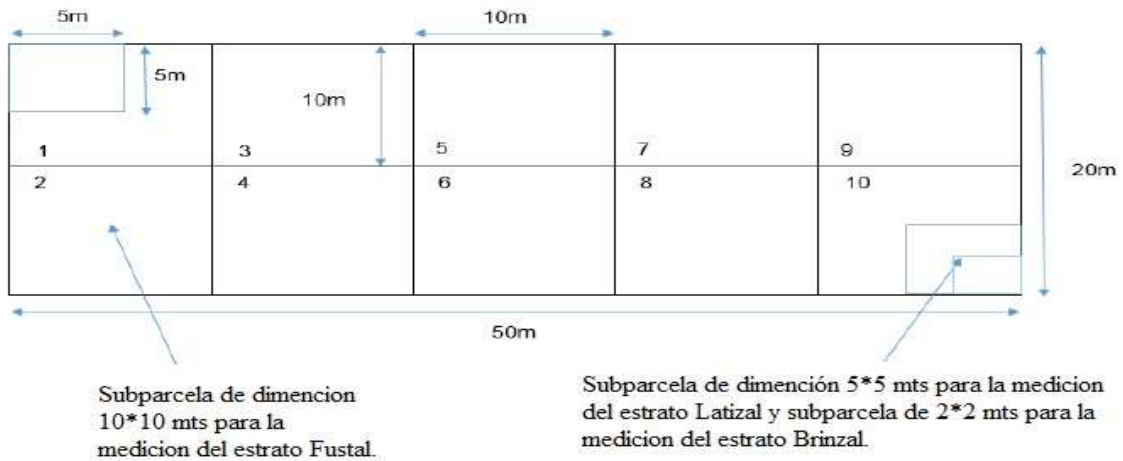 5m
10m
5m
10m
1
3
5
7
9
2
4
6
8
10
20m
50m
Subparcela de dimencion
10*10 mts para la
medicion del estrato Fustal.
Subparcela de dimención 5*5 mts para la medicion
del estrato Latizal y subparcela de 2*2 mts para la
medicion del estrato Brinzal.